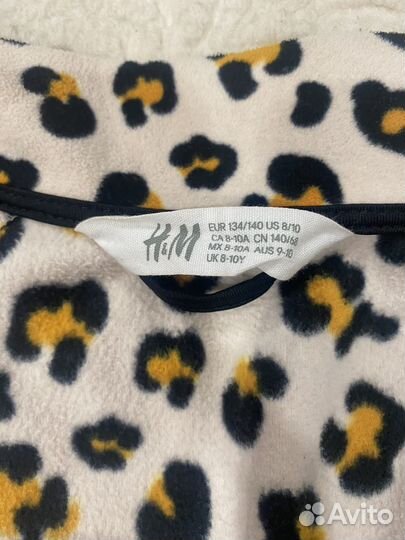 H&M
EUR 134/140 US 8/10
CA 8-10A CN 140/68
MX 8-10A AUS 9-10
UK 8-10Y
Avito